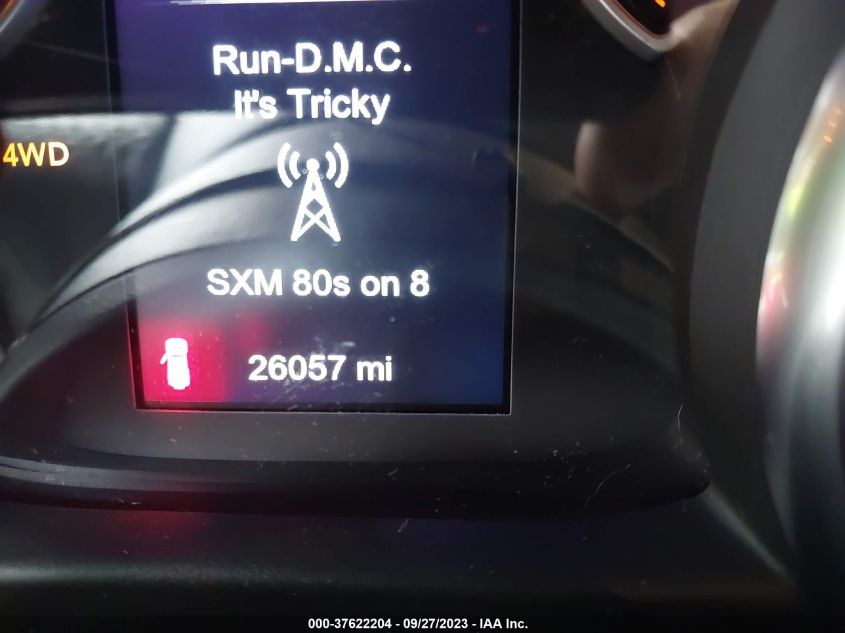 Run-D.M.C.
It's Tricky
4WD
SXM 80s on 8
26057 mi
000-37622204 - 09/27/2023 - IAA Inc.